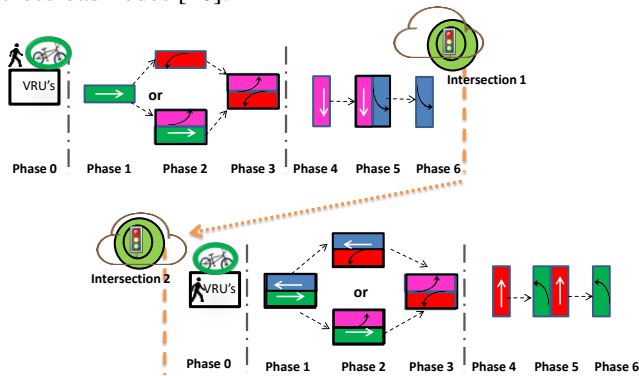 VRU's
or
Intersection 1
Phase 0 Phase 1 Phase 2 Phase 3 Phase 4 Phase 5 Phase 6
Intersection 2
VRU's
or
Phase 0 Phase 1 Phase 2 Phase 3 Phase 4 Phase 5 Phase 6